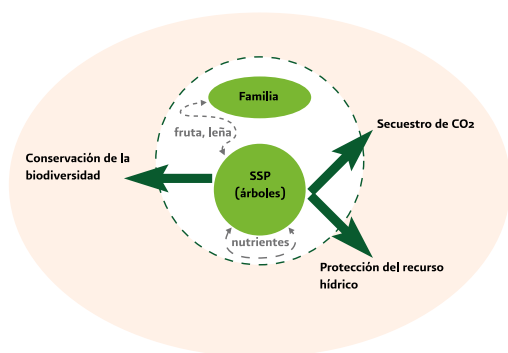 Familia
fruta, leña
Secuestro de CO2
Conservación de la
biodiversidad
SSP
(árboles)
nutrientes
Protección del recurso
hídrico